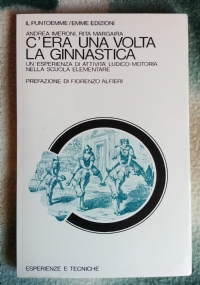 IL PUNTOEMME/EMME EDIZIONI
ANDREA IMERONI, RITA MARGAIRA
C'ERA UNA VOLTA
LA GINNASTICA
UN'ESPERIENZA DI ATTIVITA' LUDICO-MOTORIA
NELLA SCUOLA ELEMENTARE
PREFAZIONE DI FIORENZO ALFIERI
ESPERIENZE E TECNICHE